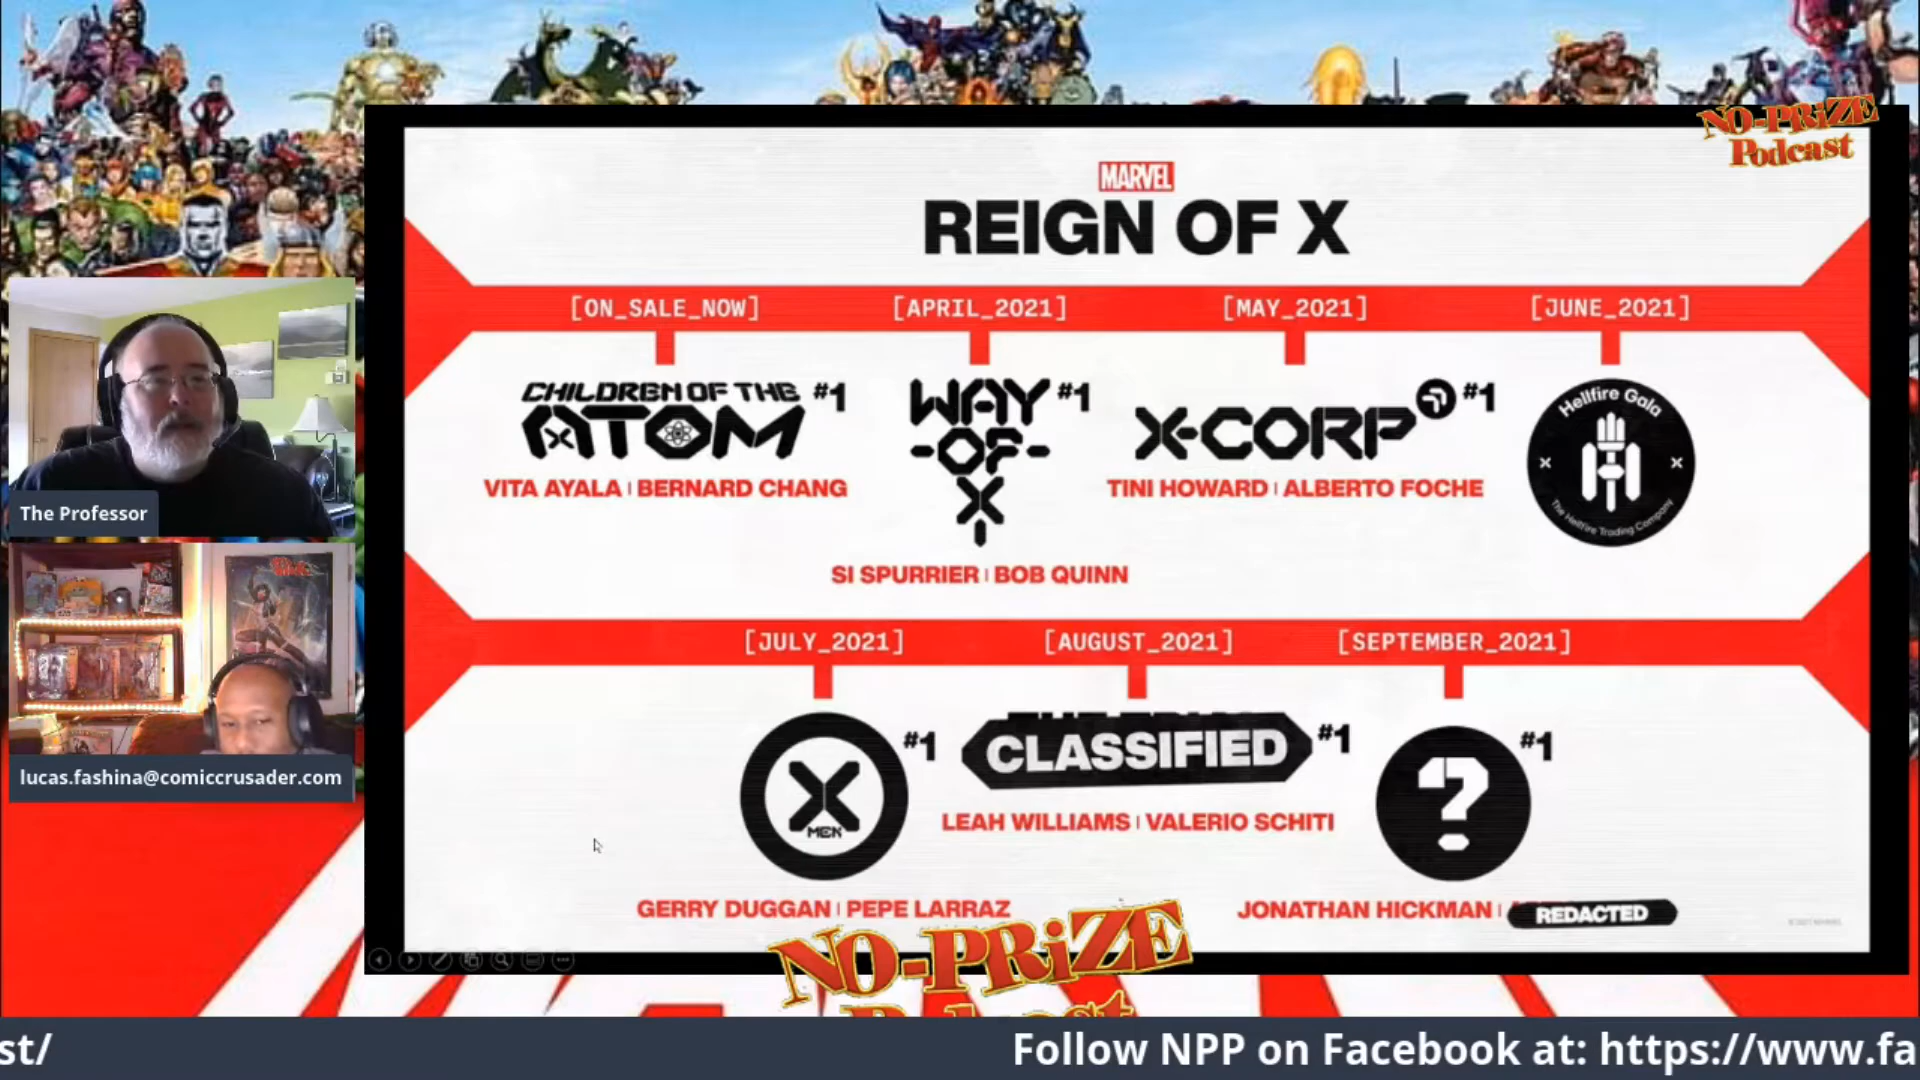 NO-PRiZE
Podcast
MARVEL
REIGN OF X
[ON_SALE_NOW] [APRIL_2021] [MAY_2021] [JUNE_2021]
CHILDREN OF THE
ATOM #1
VITA AYALA | BERNARD CHANG
WAY #1
-OF-
X
SI SPURRIER | BOB QUINN
X-CORP #1
TINI HOWARD | ALBERTO FOCHE
Hellfire Gala
The Hellfire Trading Company
[JULY_2021] [AUGUST_2021] [SEPTEMBER_2021]
X #1
MEN
GERRY DUGGAN | PEPE LARRAZ
CLASSIFIED #1
LEAH WILLIAMS | VALERIO SCHITI
? #1
JONATHAN HICKMAN | REDACTED
The Professor
lucas.fashina@comiccrusader.com
NO-PRiZE
Podcast
st/ Follow NPP on Facebook at: https://www.fa